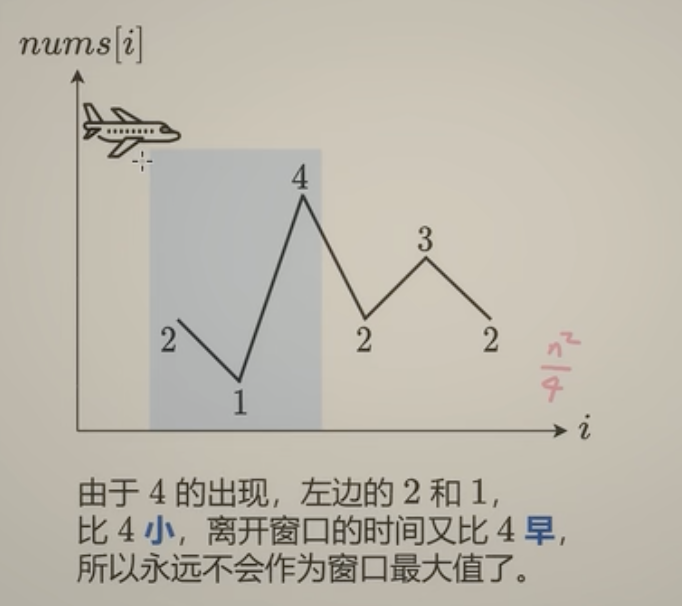 nums[i]
4
3
2
2
2
1
n²/4
i
由于 4 的出现，左边的 2 和 1，
比 4 小，离开窗口的时间又比 4 早，
所以永远不会作为窗口最大值了。